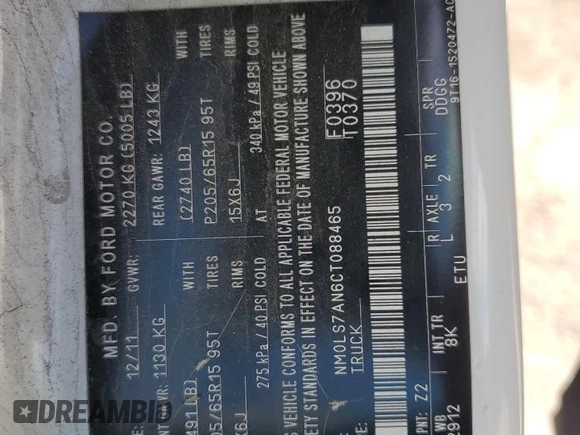 MFD. BY FORD MOTOR CO.
12/11 GVWR: 2270 KG (5005 LB)
GAWR: 1130 KG REAR GAWR: 1243 KG
491 LB) WITH (2740 LB) WITH
05/65R15 95T TIRES P205/65R15 95T TIRES
5X6J RIMS 15X6J RIMS
275 kPa / 40 PSI COLD AT 340 kPa / 49 PSI COLD
VEHICLE CONFORMS TO ALL APPLICABLE FEDERAL MOTOR VEHICLE
ETY STANDARDS IN EFFECT ON THE DATE OF MANUFACTURE SHOWN ABOVE
NM0LS7AN6CT088465 F0396
TRUCK T0370
PNT: Z2
WB INT TR R AXLE TR SPR
2912 8K L 3 2 DDGG
ETU 9T16-1520472-AC
DREAMBID